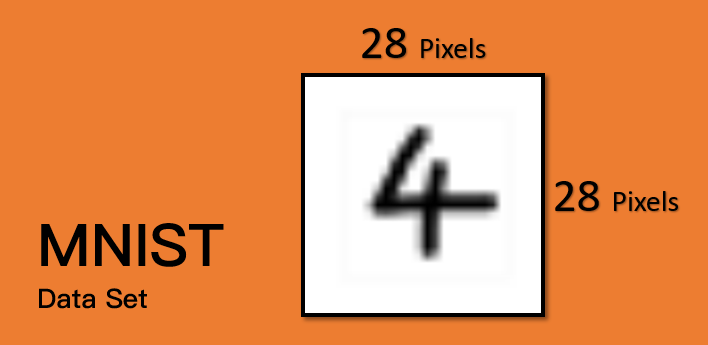 28 Pixels
4
28 Pixels
MNIST
Data Set